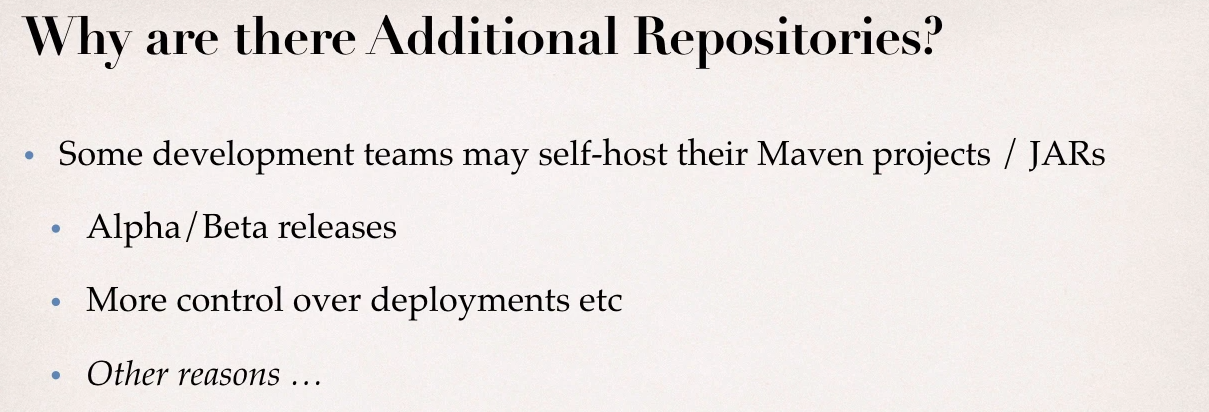 Why are there Additional Repositories?
• Some development teams may self-host their Maven projects / JARs
• Alpha/Beta releases
• More control over deployments etc
• Other reasons …